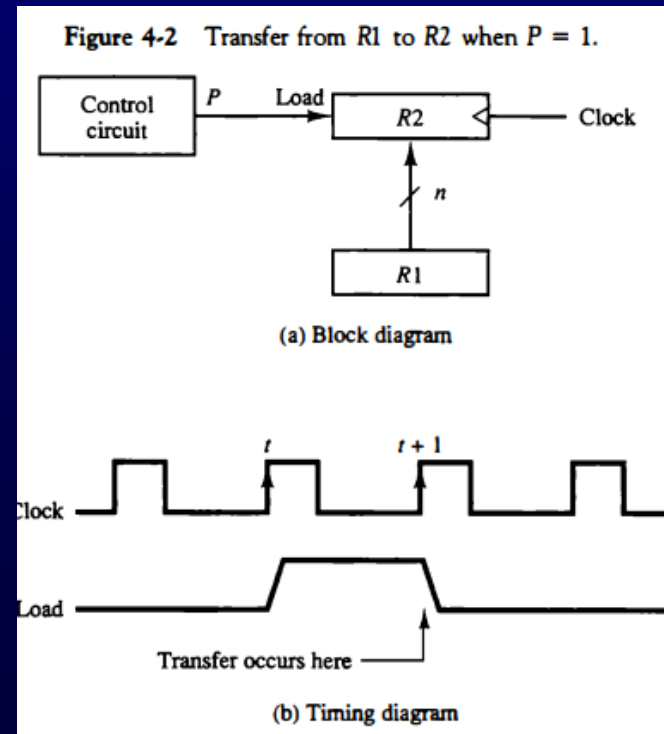 Figure 4-2 Transfer from R1 to R2 when P = 1.
Control
circuit
P
Load
R2
Clock
n
R1
(a) Block diagram
t
t + 1
Clock
Load
Transfer occurs here
(b) Timing diagram